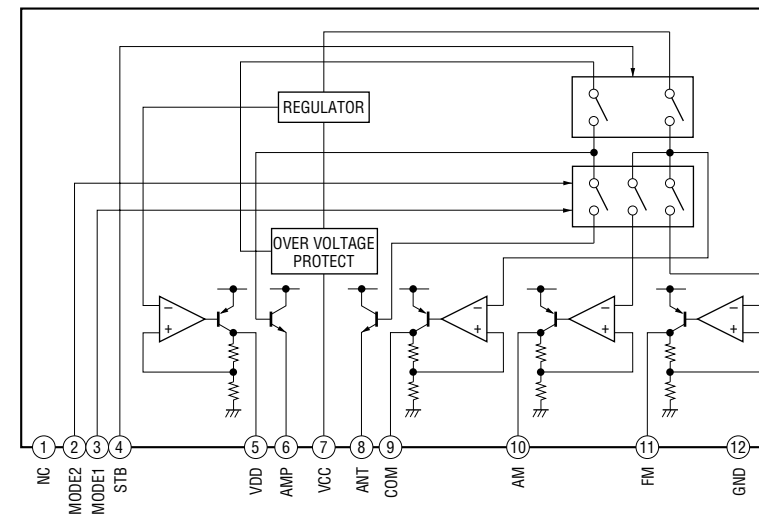 REGULATOR
OVER VOLTAGE
PROTECT
− + − + − + − +
1 2 3 4 5 6 7 8 9 10 11 12
NC MODE2 MODE1 STB VDD AMP VCC ANT COM AM FM GND